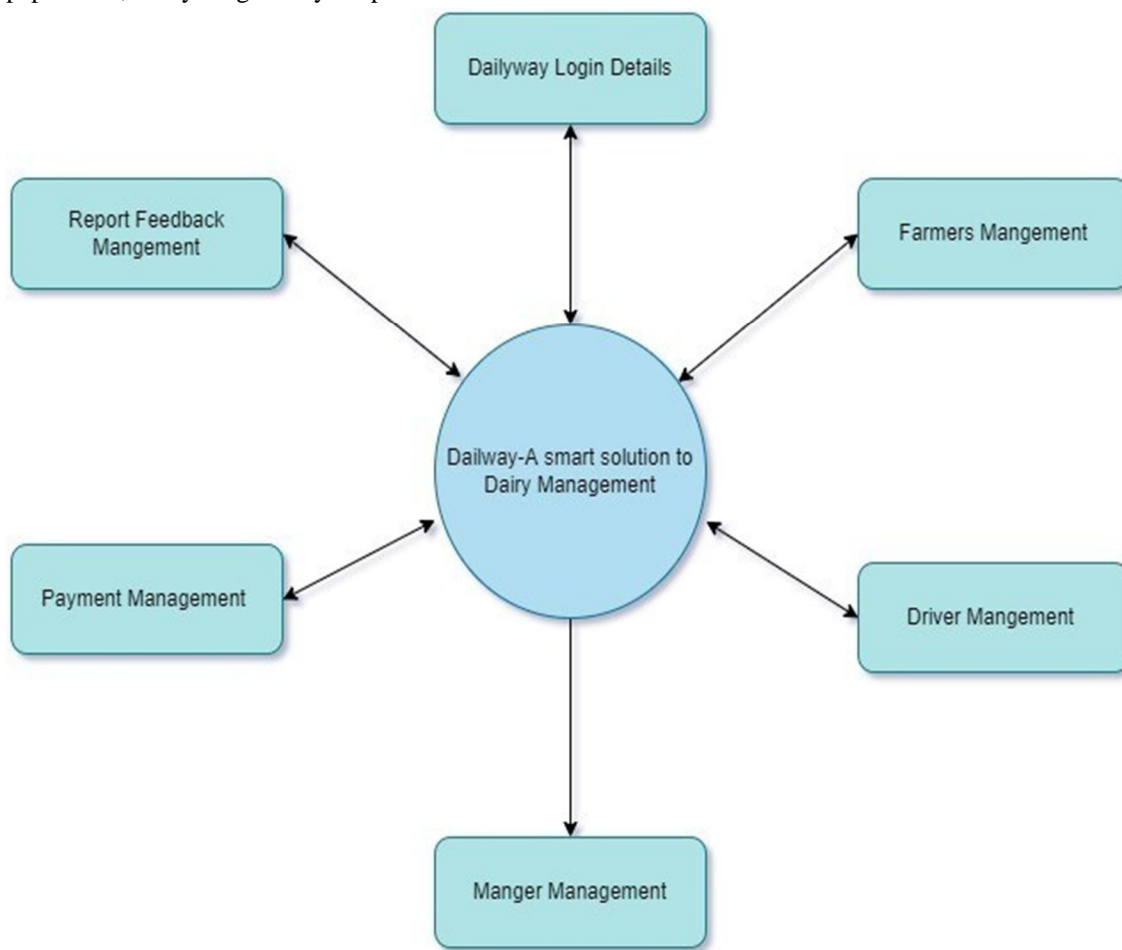 Dailyway Login Details
Report Feedback
Mangement
Farmers Mangement
Dailway-A smart solution to
Dairy Management
Payment Management
Driver Mangement
Manger Management